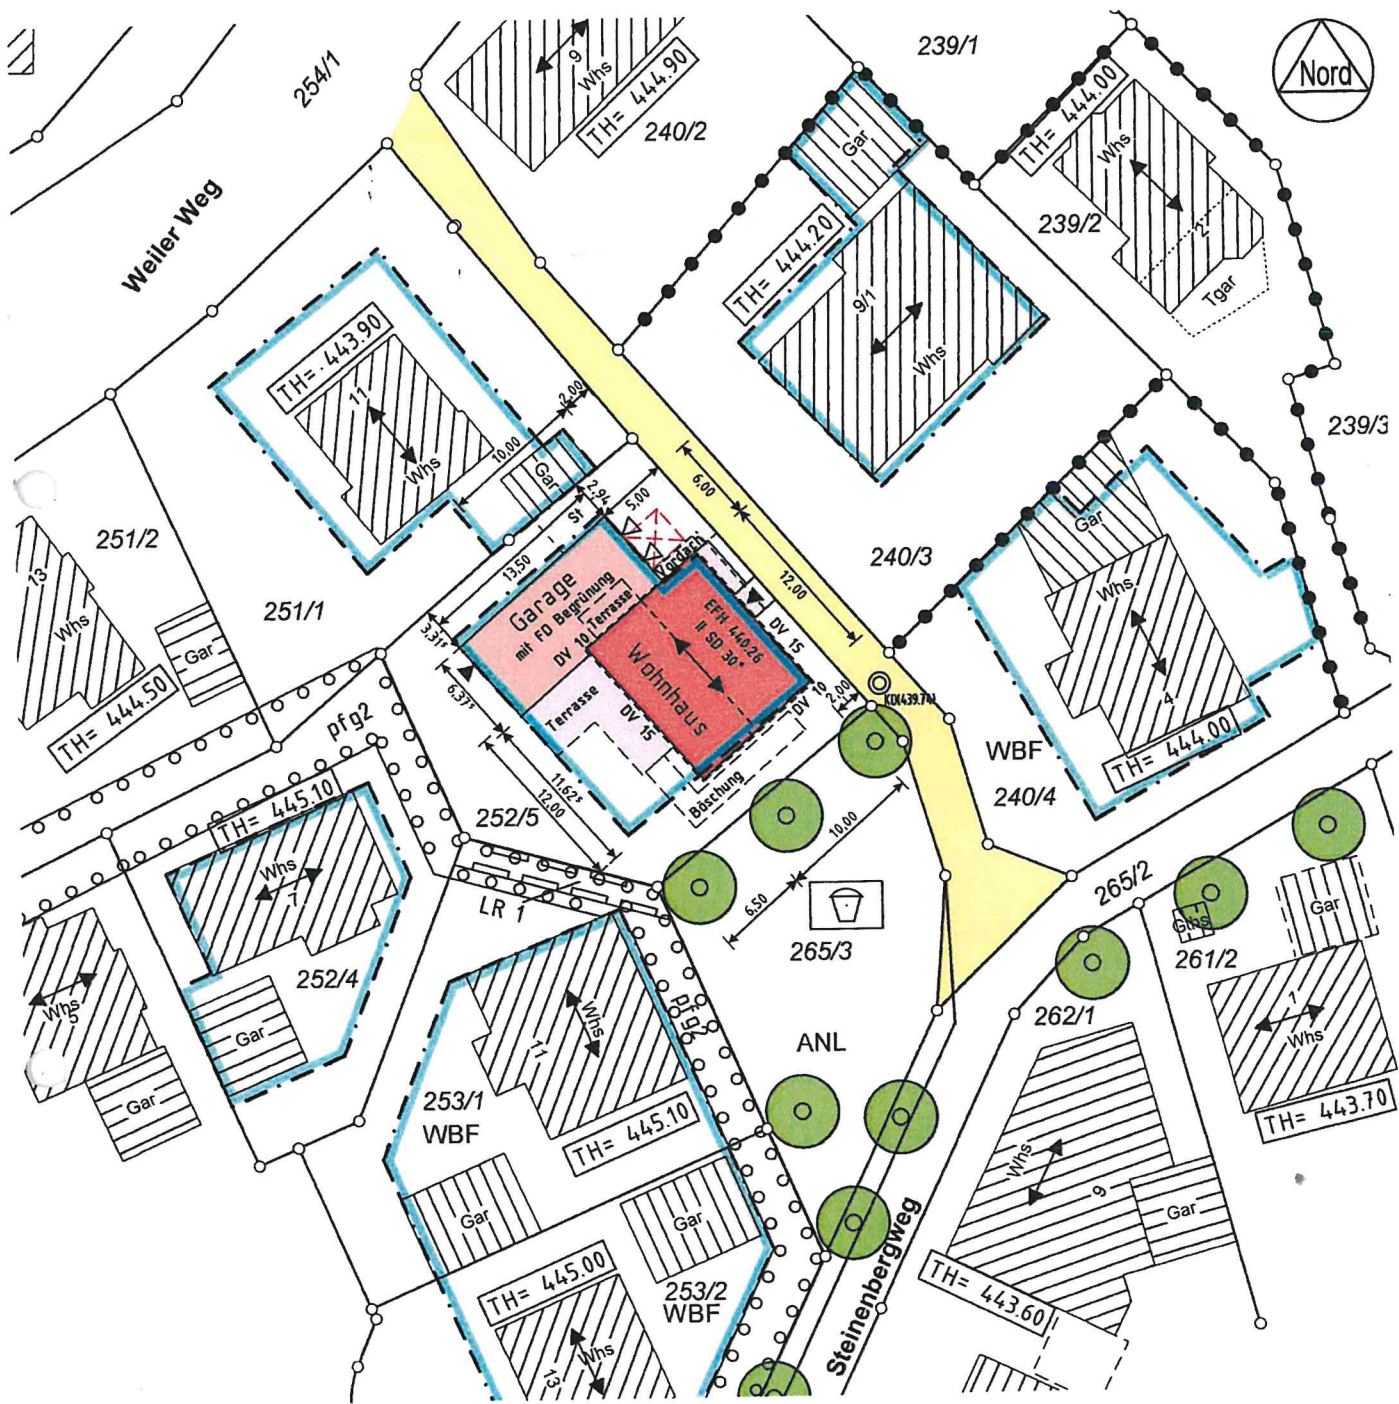 Nord
254/1
9
Whs
TH= 444.90
240/2
239/1
TH= 444.00
Whs
2
Tgar
239/2
Gar
TH= 444.20
9/1
Whs
Weiler Weg
TH= 443.90
11
Whs
2,00
10,00
Gar
239/3
251/2
13
Whs
Gar
TH= 444.50
251/1
2,94
5,00
St
13,50
6,00
12,00
240/3
Gar
Whs
4
TH= 444.00
Vordach
Garage
mit FD Begrünung
DV 10 Terrasse
EFH 440.26
II SD 30°
Wohnhaus
DV 15
3,31⁵
6,37⁵
Terrasse
DV 15
DV 10
2,00
KD(439.74)
Böschung
11,62⁵
12,00
WBF
240/4
pfg2
TH= 445.10
Whs
7
252/5
252/4
Gar
LR 1
10,00
6,50
265/3
265/2
Gths
261/2
Gar
262/1
1
Whs
TH= 443.70
Whs
5
Gar
pfg2
Whs
11
253/1
WBF
TH= 445.10
ANL
Gar
Gar
Whs
9
Gar
TH= 443.60
Steinenbergweg
TH= 445.00
253/2
WBF
Whs
13